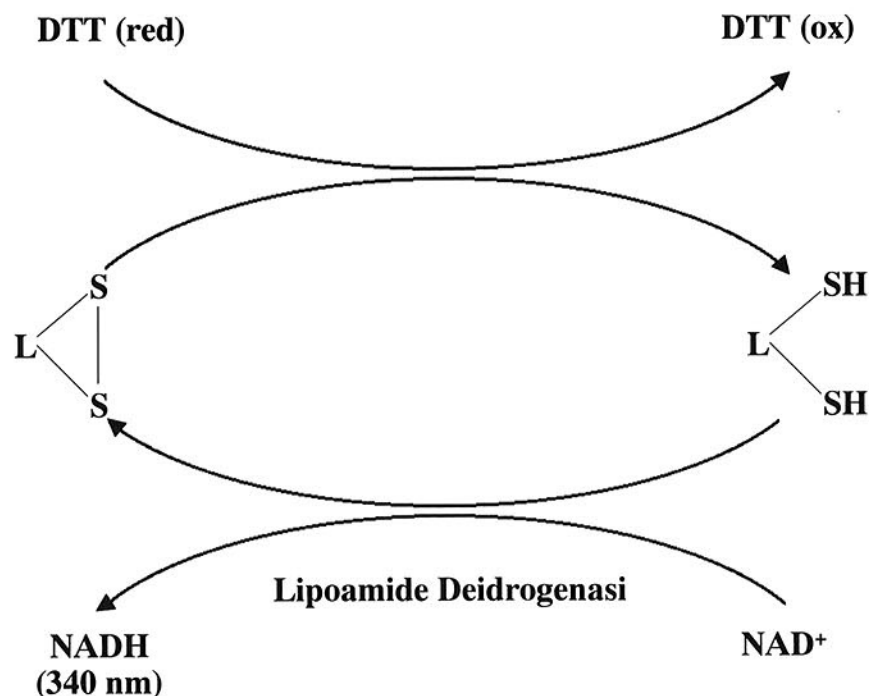 DTT (red)
DTT (ox)
S
L
S
SH
L
SH
Lipoamide Deidrogenasi
NADH
(340 nm)
NAD⁺